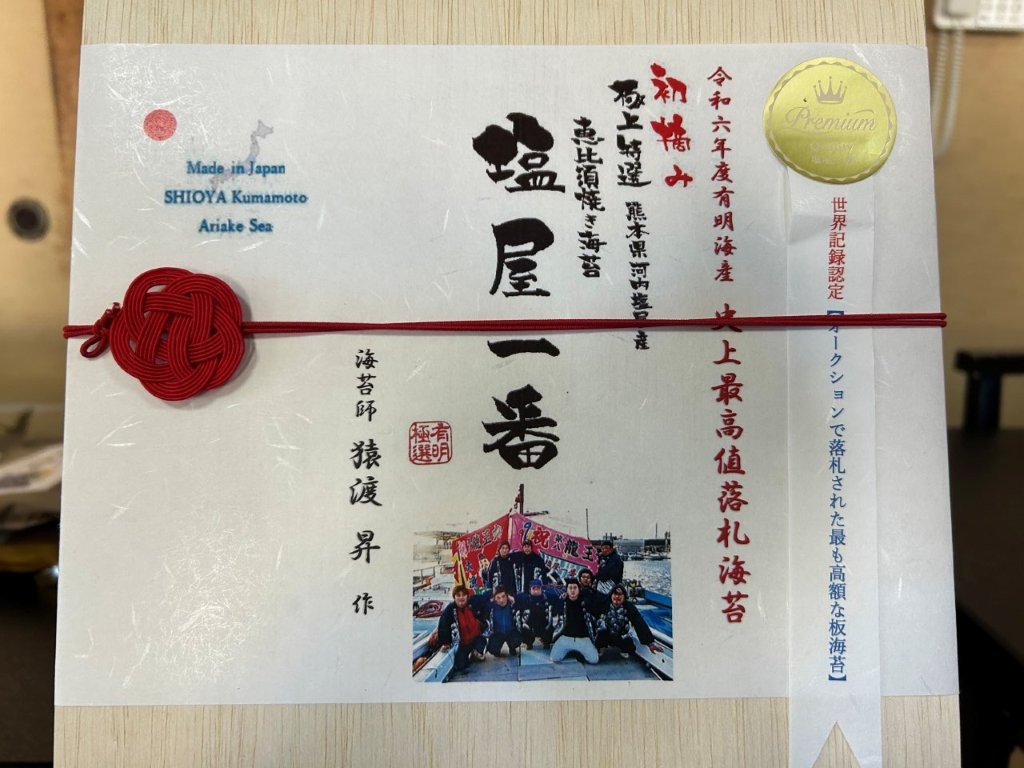 Premium
世界記録認定
【オークションで落札された最も高額な板海苔】
令和六年度有明海産 史上最高値落札海苔
初摘み
極上特選 熊本県河内塩屋産
恵比須焼き海苔
塩屋一番
有明
極選
海苔師 猿渡 昇 作
Made in Japan
SHIOYA Kumamoto
Ariake Sea
祝
龍王